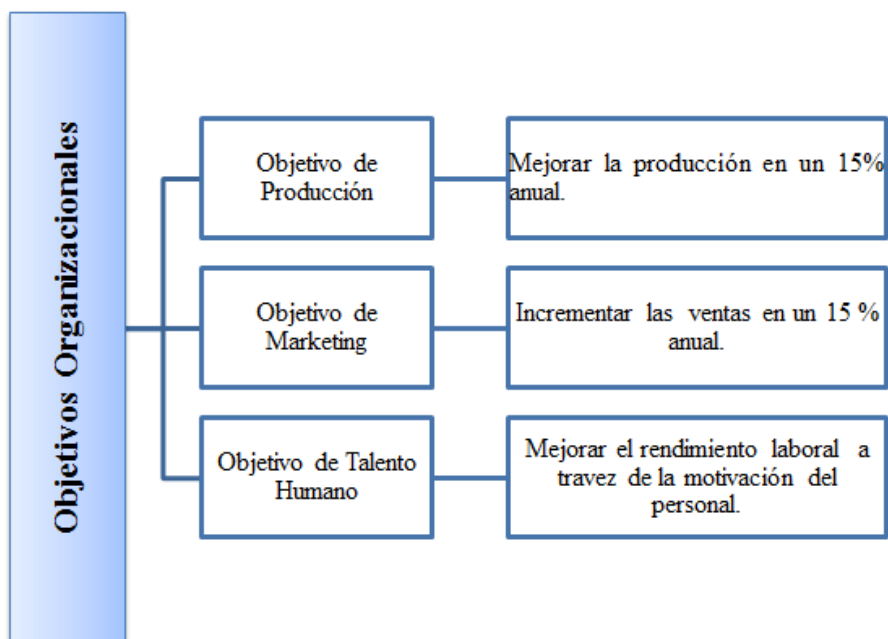 Objetivos Organizacionales
Objetivo de
Producción
Mejorar la producción en un 15%
anual.
Objetivo de
Marketing
Incrementar las ventas en un 15 %
anual.
Objetivo de Talento
Humano
Mejorar el rendimiento laboral a
travez de la motivación del
personal.